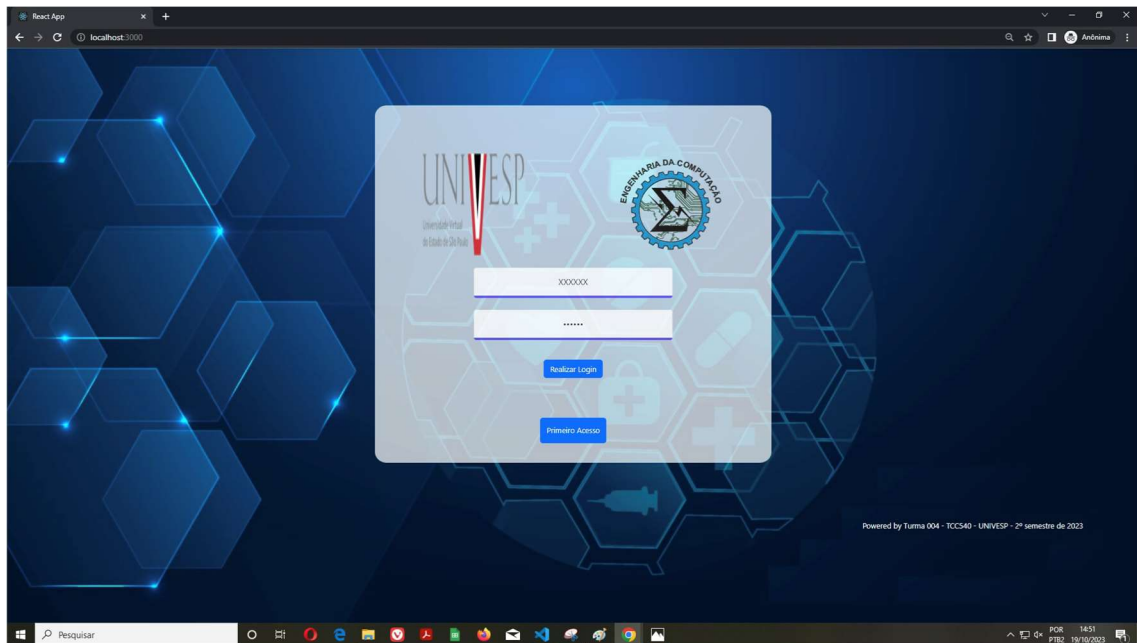 React App
localhost:3000
Anônima
UNIVESP
Universidade Virtual
do Estado de São Paulo
ENGENHARIA DA COMPUTAÇÃO
XXXXXX
••••••
Realizar Login
Primeiro Acesso
Powered by Turma 004 - TCC540 - UNIVESP - 2º semestre de 2023
Pesquisar
POR
PTB2
14:51
19/10/2023